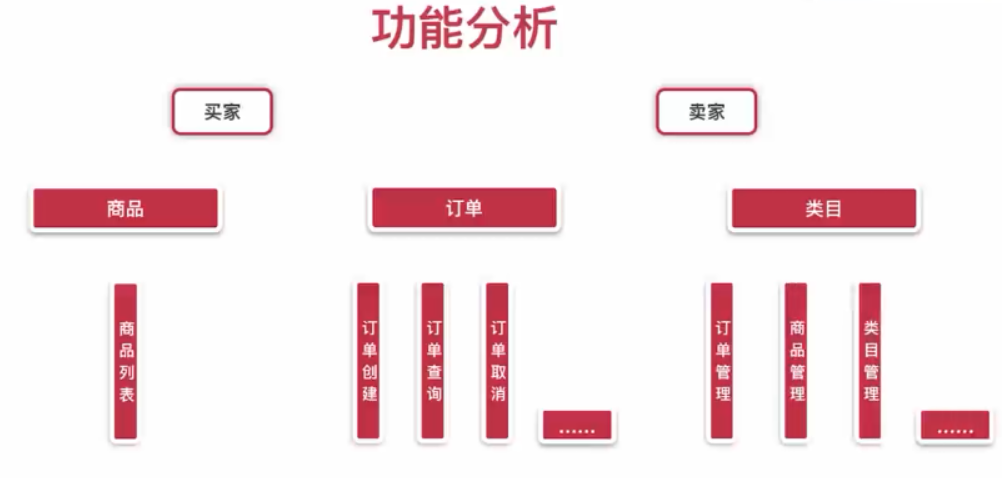 功能分析
买家
卖家
商品
订单
类目
商品列表
订单创建
订单查询
订单取消
......
订单管理
商品管理
类目管理
......